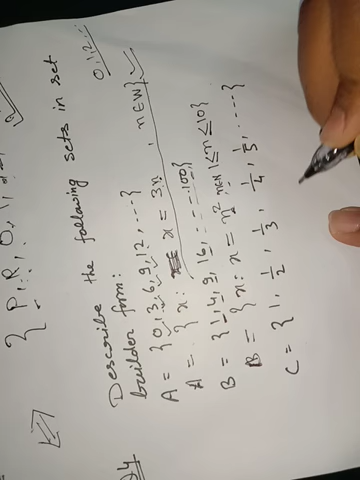 { P, R, O,
Q4
Describe the following sets in set
builder form:
0,1,2...
A = {0, 3, 6, 9, 12, ....}
A = { x: x = 3n, n ∈ W}
B = {1, 4, 9, 16, ..... 100}
B = { x: x = n² n∈N 1 ≤ n ≤ 10}
C = { 1, 1/2, 1/3, 1/4, 1/5, .....}